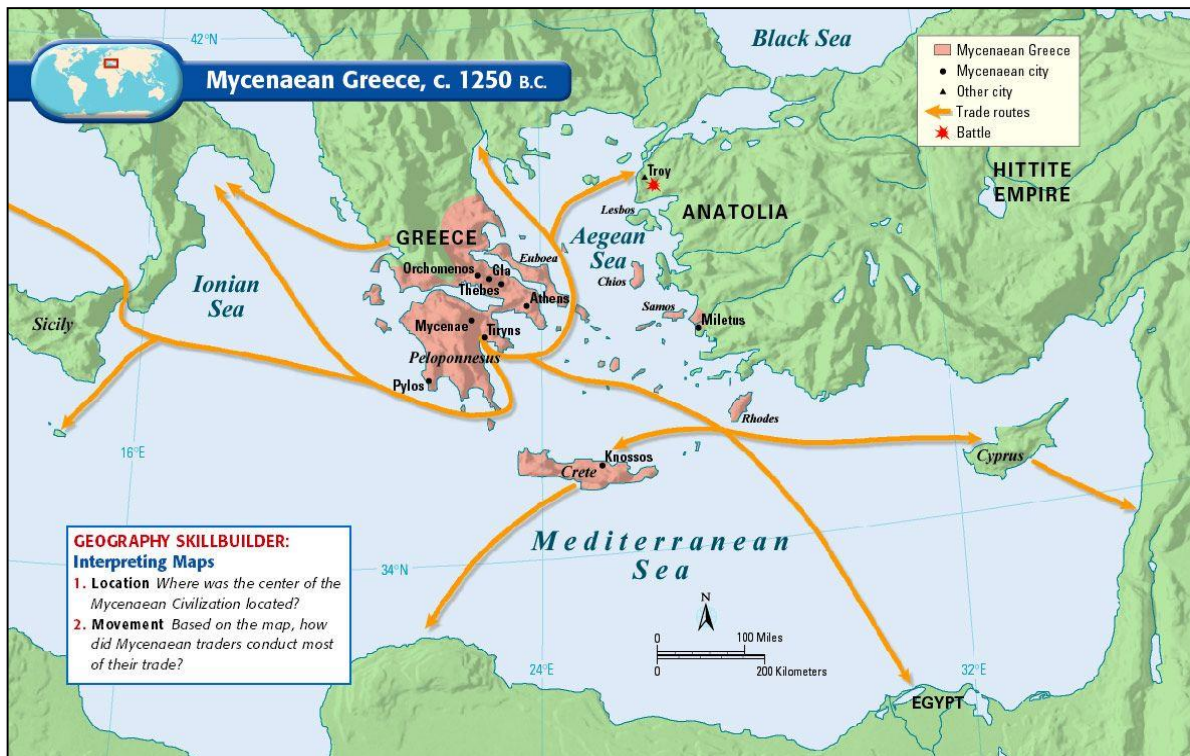 42°N
Black Sea
Mycenaean Greece, c. 1250 B.C.
Mycenaean Greece
Mycenaean city
Other city
Trade routes
Battle
Troy
HITTITE
EMPIRE
Lesbos
ANATOLIA
GREECE
Aegean
Sea
Euboea
Orchomenos
Gla
Thebes
Chios
Ionian
Sea
Athens
Samos
Miletus
Sicily
Mycenae
Tiryns
Peloponnesus
Pylos
Rhodes
16°E
Knossos
Crete
Cyprus
GEOGRAPHY SKILLBUILDER:
Interpreting Maps
1. Location Where was the center of the
Mycenaean Civilization located?
2. Movement Based on the map, how
did Mycenaean traders conduct most
of their trade?
Mediterranean
Sea
34°N
N
0 100 Miles
0 200 Kilometers
24°E
32°E
EGYPT